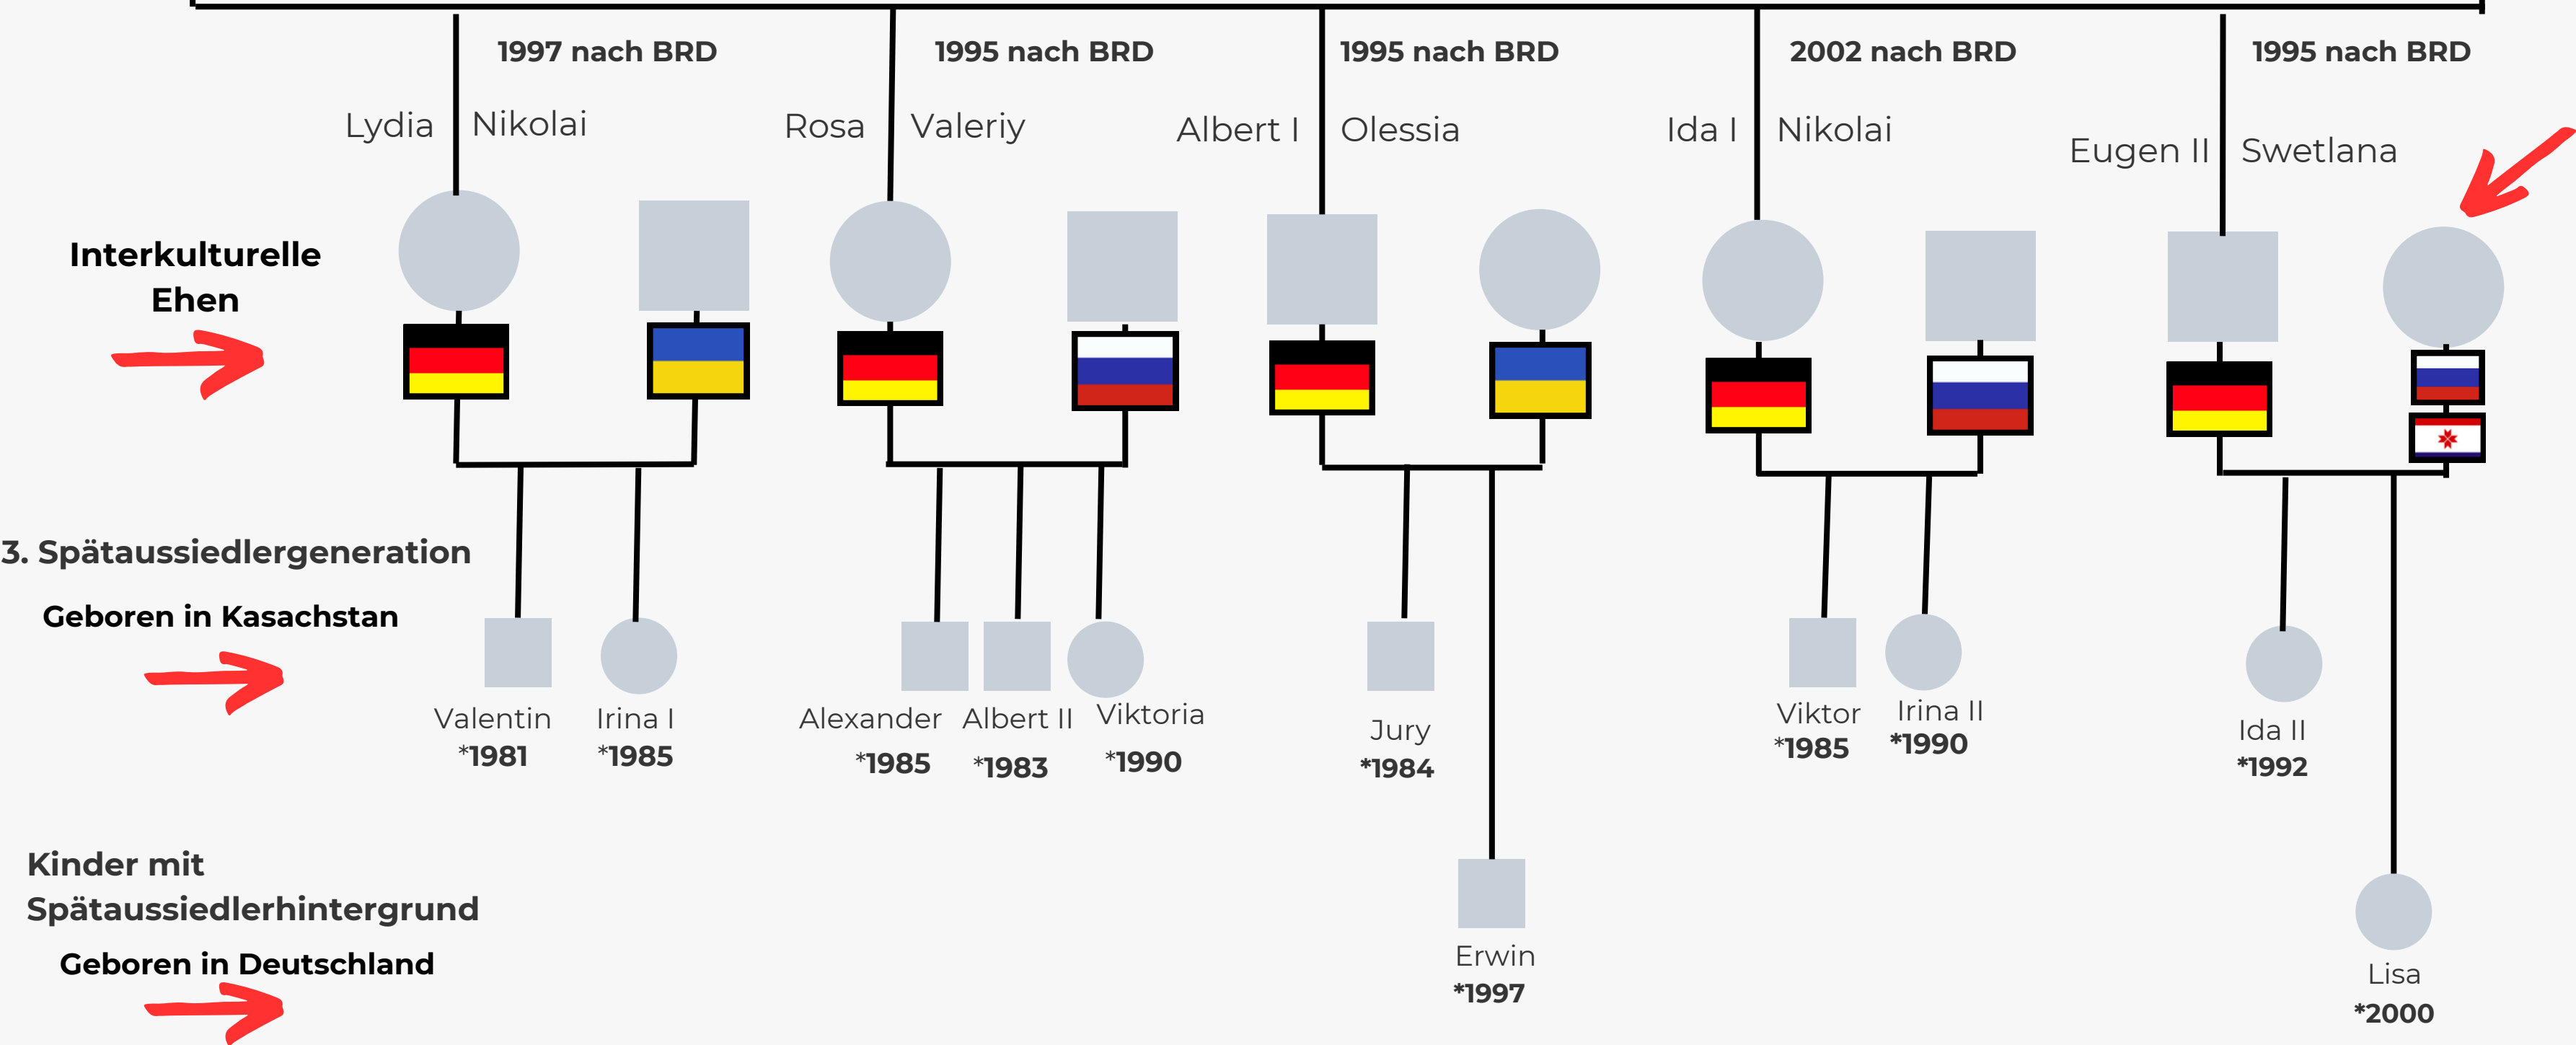 1997 nach BRD
1995 nach BRD
1995 nach BRD
2002 nach BRD
1995 nach BRD
Lydia
Nikolai
Rosa
Valeriy
Albert I
Olessia
Ida I
Nikolai
Eugen II
Swetlana
Interkulturelle
Ehen
3. Spätaussiedlergeneration
Geboren in Kasachstan
Valentin
*1981
Irina I
*1985
Alexander
*1985
Albert II
*1983
Viktoria
*1990
Jury
*1984
Viktor
*1985
Irina II
*1990
Ida II
*1992
Kinder mit
Spätaussiedlerhintergrund
Geboren in Deutschland
Erwin
*1997
Lisa
*2000